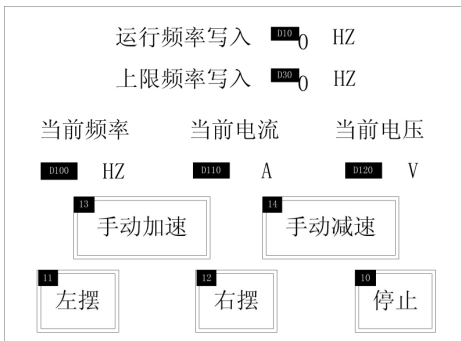 运行频率写入 D10 0 HZ
上限频率写入 D30 0 HZ
当前频率 当前电流 当前电压
D100 HZ D110 A D120 V
13 手动加速 14 手动减速
11 左摆 12 右摆 10 停止